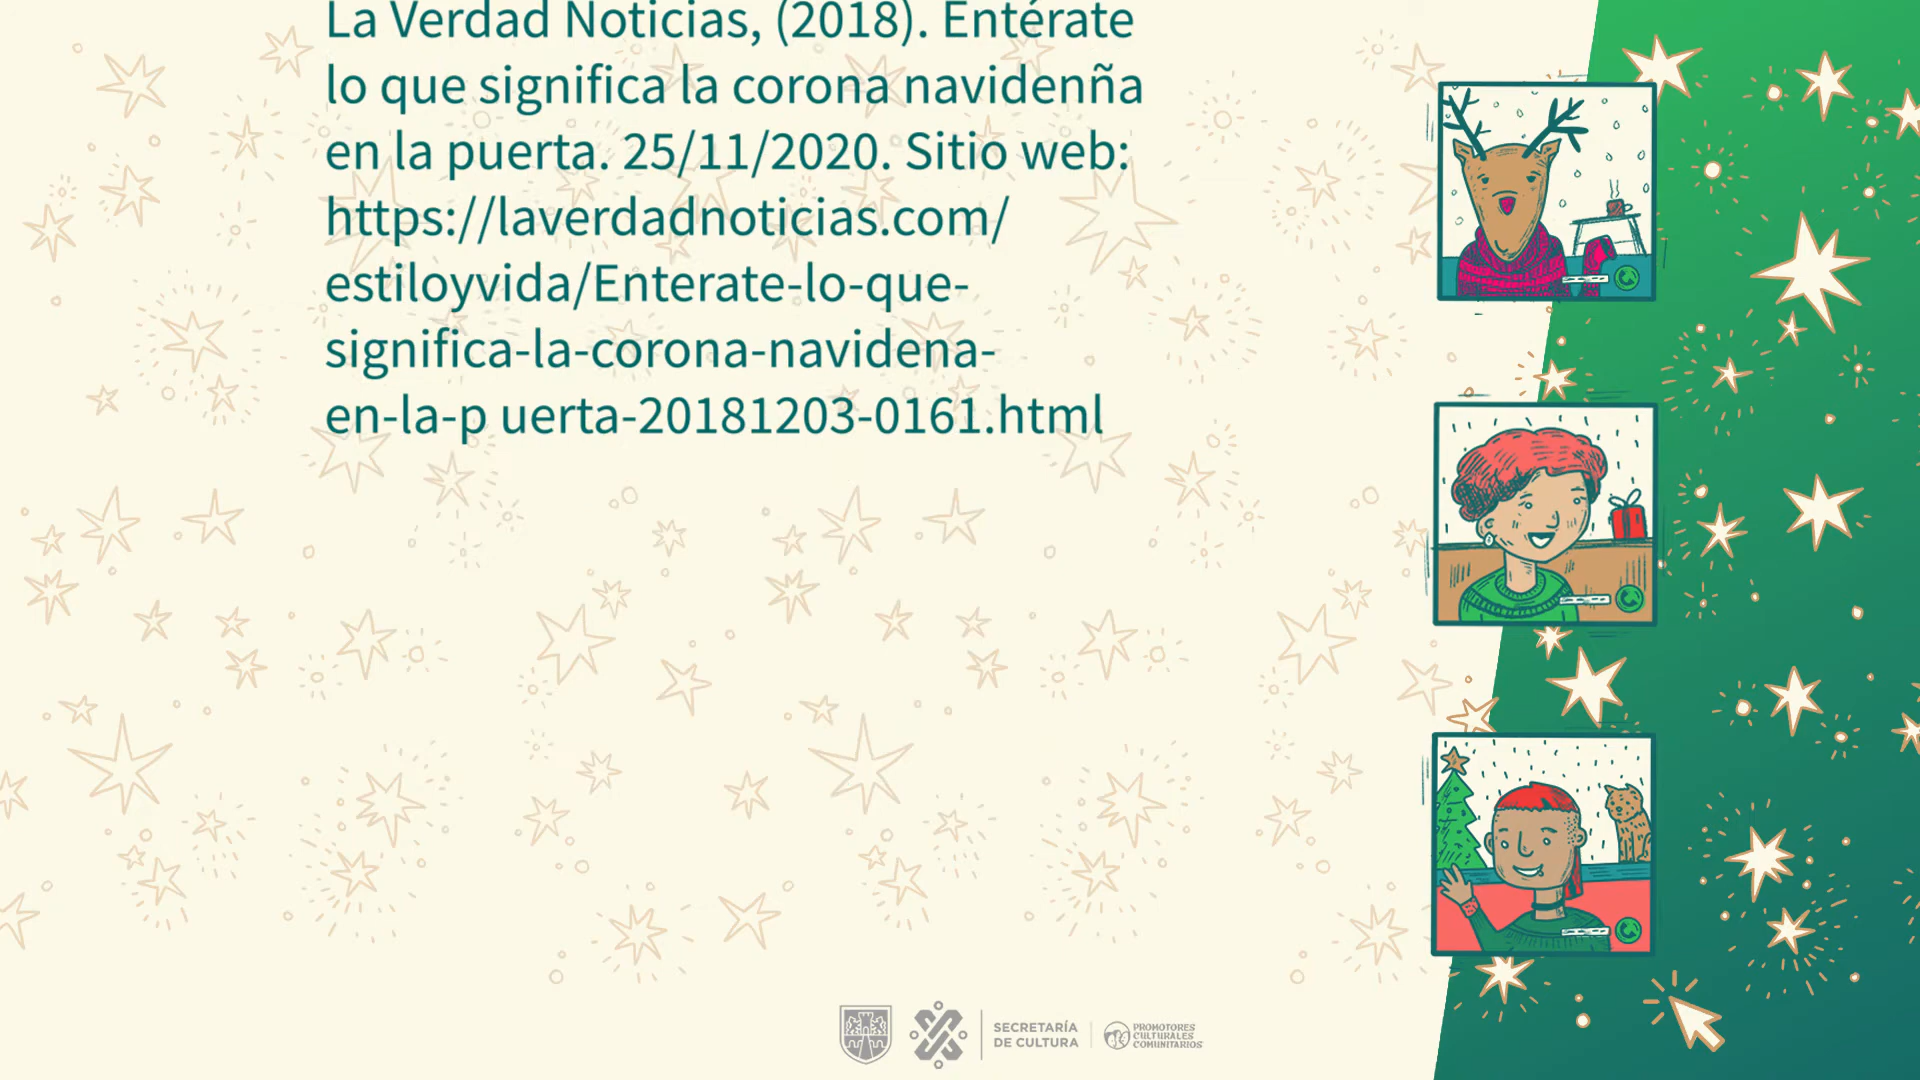 La Verdad Noticias, (2018). Entérate
lo que significa la corona navidenña
en la puerta. 25/11/2020. Sitio web:
https://laverdadnoticias.com/
estiloyvida/Enterate-lo-que-
significa-la-corona-navidena-
en-la-p uerta-20181203-0161.html
SECRETARÍA
DE CULTURA
PROMOTORES
CULTURALES
COMUNITARIOS